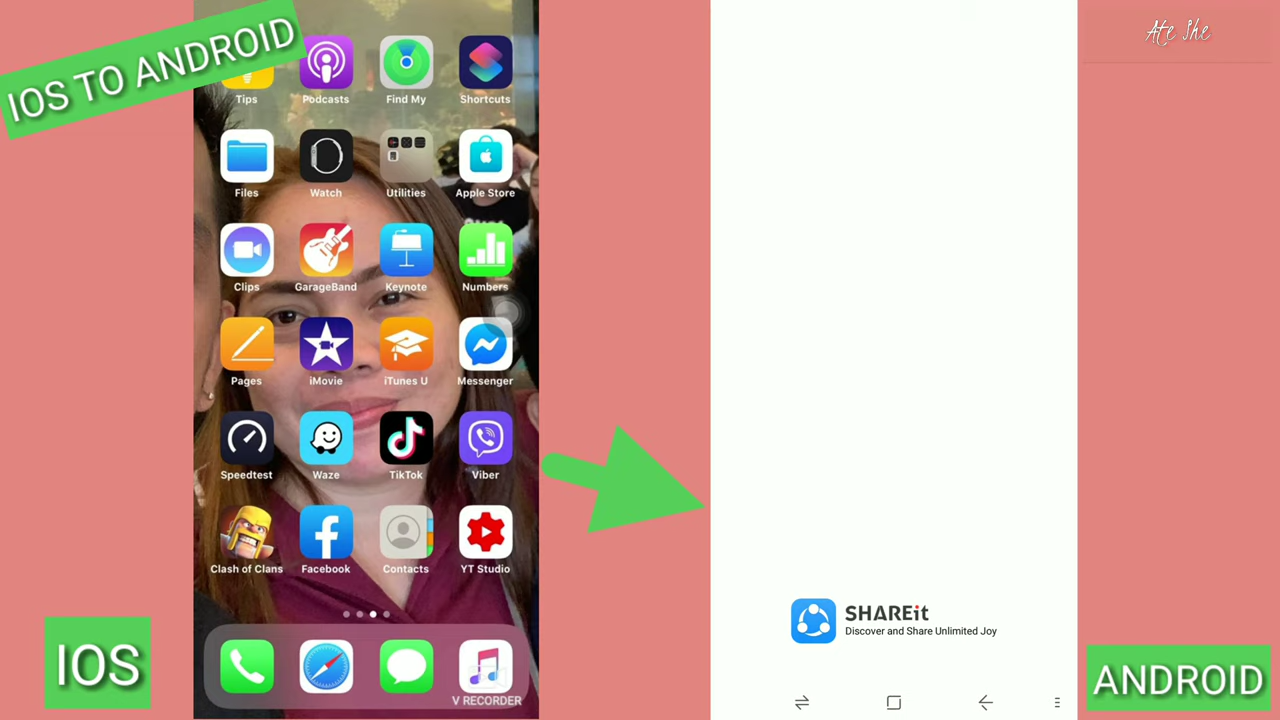 IOS TO ANDROID
Ate She
Tips
Podcasts
Find My
Shortcuts
Files
Watch
Utilities
Apple Store
Clips
GarageBand
Keynote
Numbers
Pages
iMovie
iTunes U
Messenger
Speedtest
Waze
TikTok
Viber
Clash of Clans
Facebook
Contacts
YT Studio
V RECORDER
IOS
SHAREit
Discover and Share Unlimited Joy
ANDROID